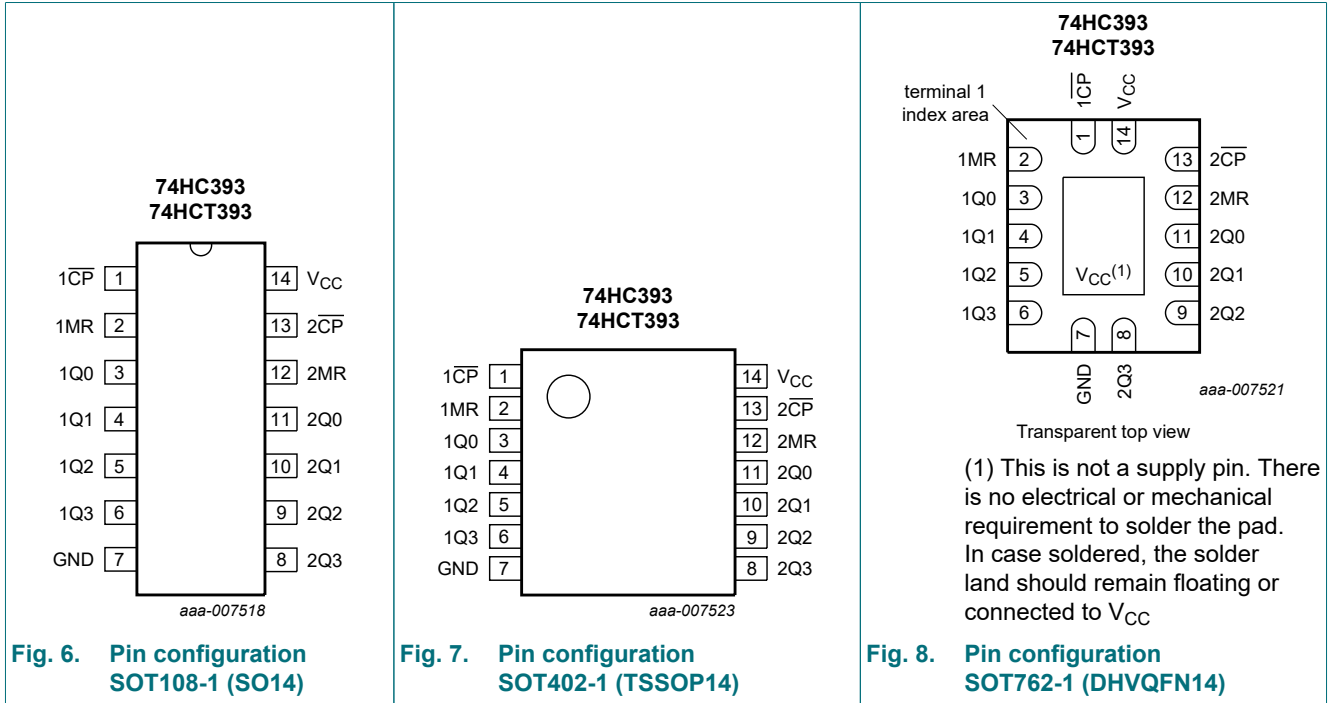 74HC393
74HCT393
1C̅P̅ 1
1MR 2
1Q0 3
1Q1 4
1Q2 5
1Q3 6
GND 7
14 VCC
13 2C̅P̅
12 2MR
11 2Q0
10 2Q1
9 2Q2
8 2Q3
aaa-007518
Fig. 6. Pin configuration
SOT108-1 (SO14)
74HC393
74HCT393
1C̅P̅ 1
1MR 2
1Q0 3
1Q1 4
1Q2 5
1Q3 6
GND 7
14 VCC
13 2C̅P̅
12 2MR
11 2Q0
10 2Q1
9 2Q2
8 2Q3
aaa-007523
Fig. 7. Pin configuration
SOT402-1 (TSSOP14)
74HC393
74HCT393
terminal 1
index area
1C̅P̅ 1
VCC 14
1MR 2
1Q0 3
1Q1 4
1Q2 5
1Q3 6
13 2C̅P̅
12 2MR
11 2Q0
10 2Q1
9 2Q2
VCC(1)
7 GND
8 2Q3
aaa-007521
Transparent top view
(1) This is not a supply pin. There
is no electrical or mechanical
requirement to solder the pad.
In case soldered, the solder
land should remain floating or
connected to VCC
Fig. 8. Pin configuration
SOT762-1 (DHVQFN14)